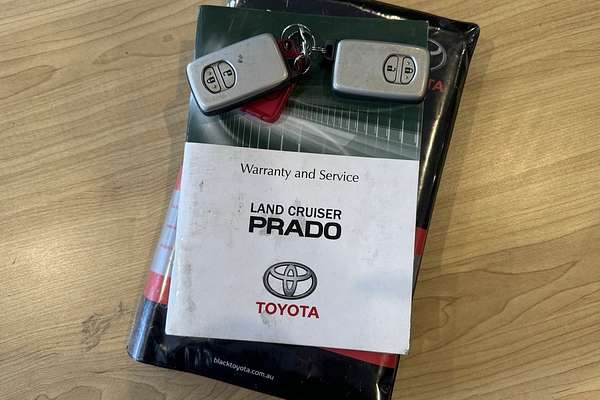 Warranty and Service
LAND CRUISER
PRADO
TOYOTA
blacktoyota.com.au